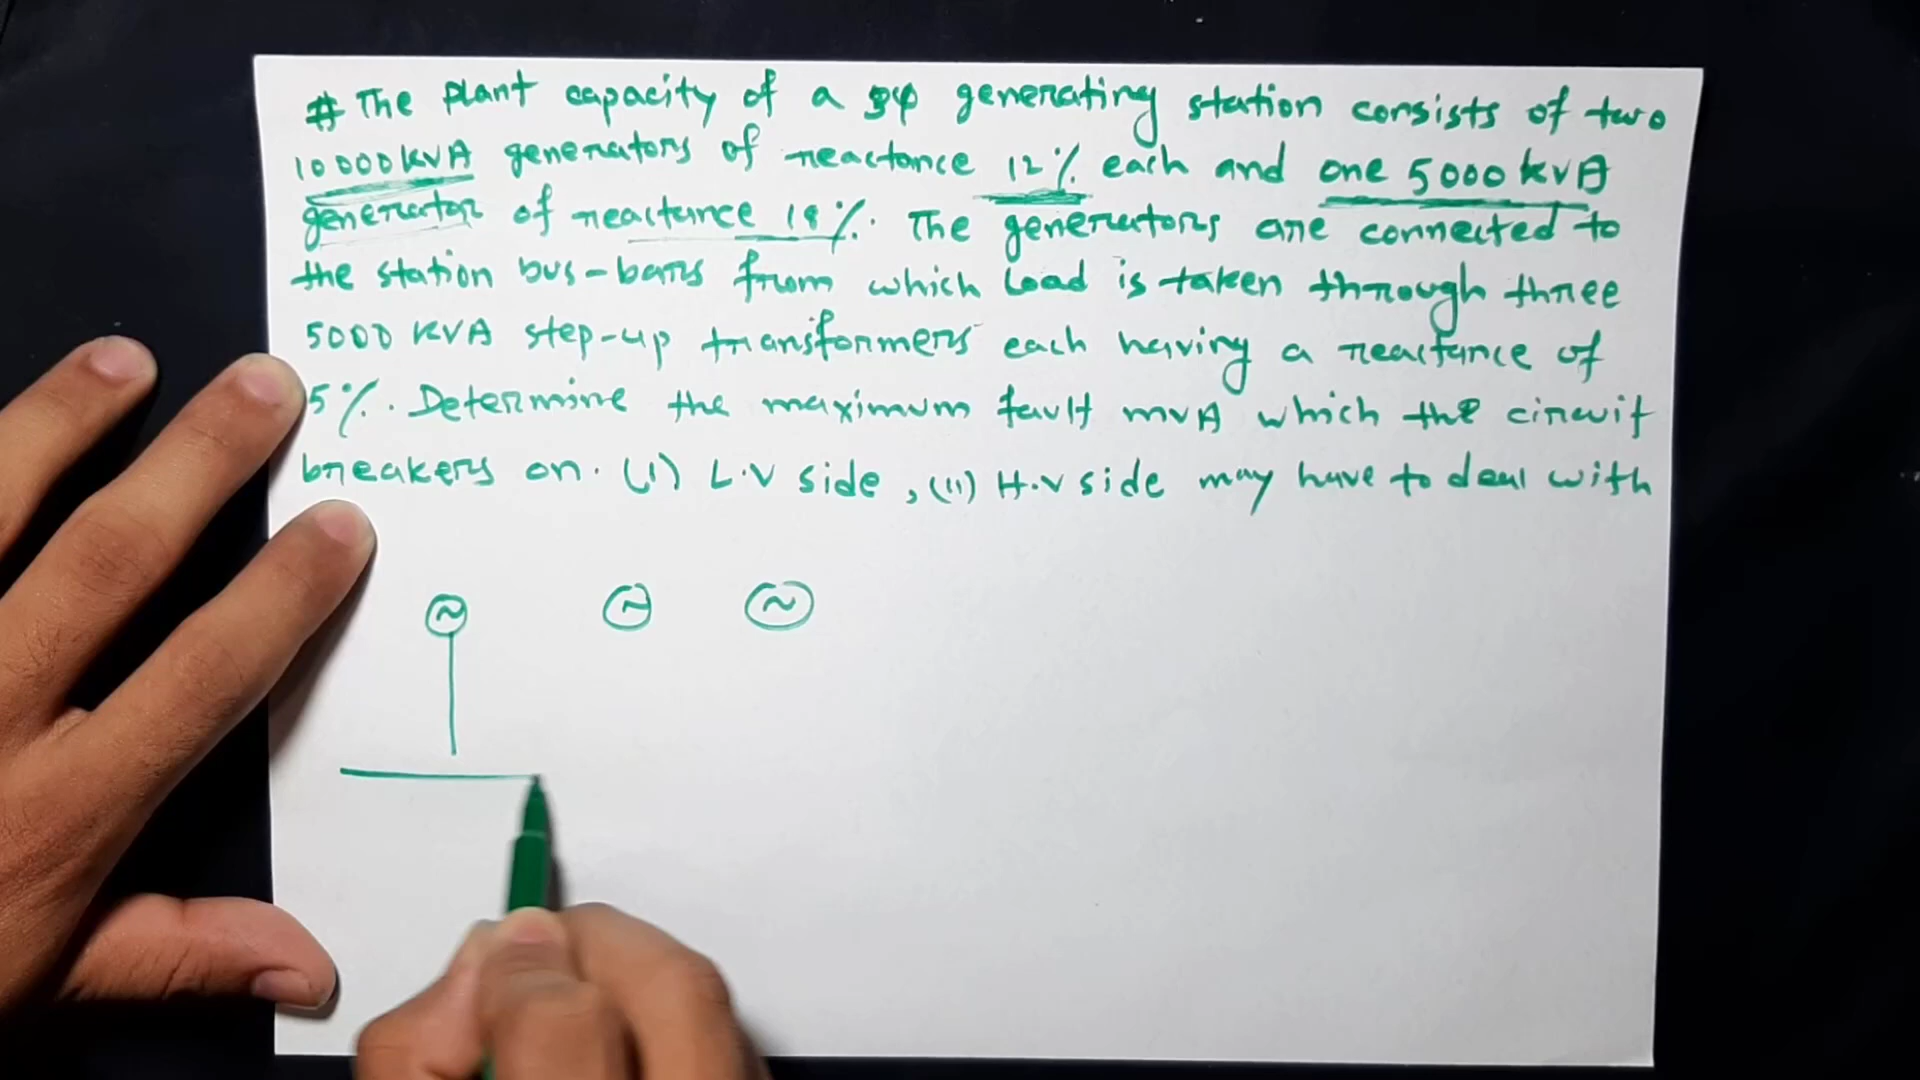 # The plant capacity of a 3φ generating station consists of two
10000 KVA generators of reactance 12% each and one 5000 KVA
generator of reactance 18%. The generators are connected to
the station bus-bars from which load is taken through three
5000 KVA step-up transformers each having a reactance of
5%. Determine the maximum fault MVA which the circuit
breakers on. (i) L.V side, (ii) H.V side may have to deal with